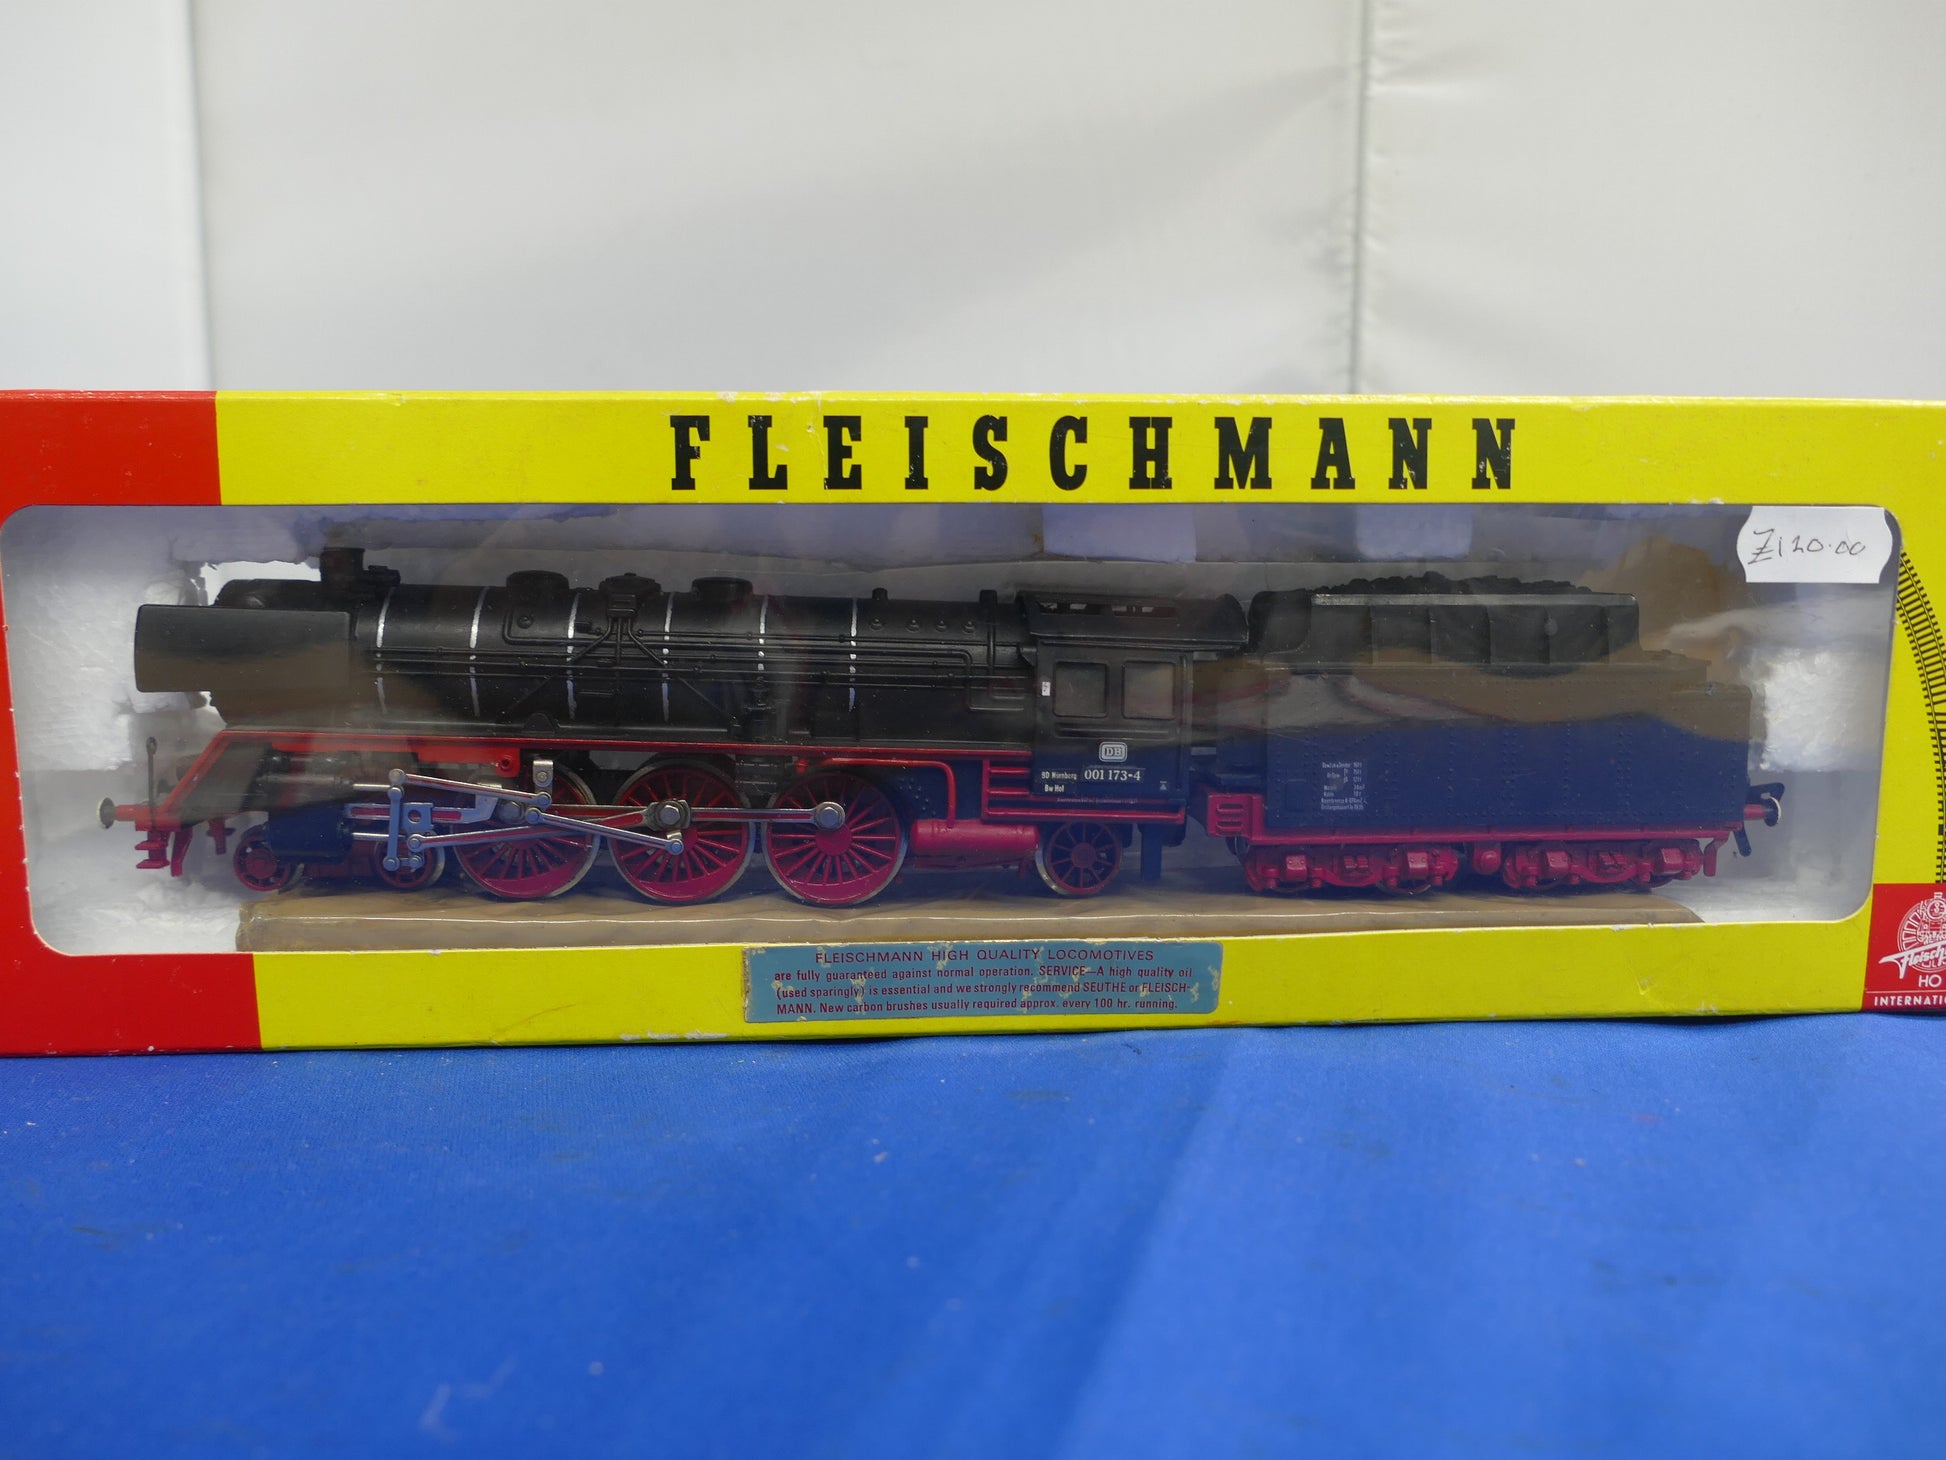 FLEISCHMANN
£120.00
DB
BD Nürnberg 001 173-4
Bw Hof
FLEISCHMANN HIGH QUALITY LOCOMOTIVES
are fully guaranteed against normal operation. SERVICE—A high quality oil
(used sparingly) is essential and we strongly recommend SEUTHE or FLEISCH-
MANN. New carbon brushes usually required approx. every 100 hr. running.
HO